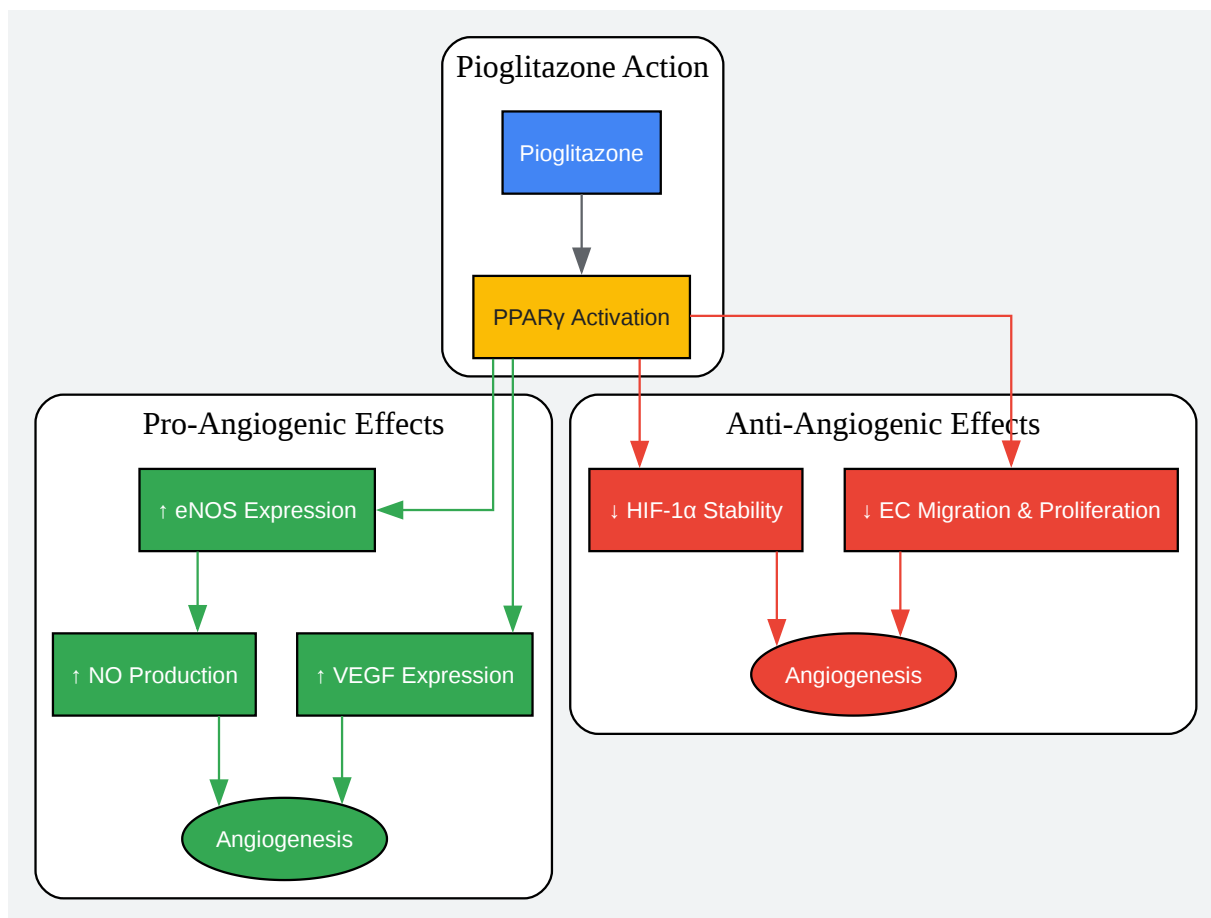 Pioglitazone Action
Pioglitazone
PPARγ Activation
Pro-Angiogenic Effects
↑ eNOS Expression
↑ NO Production
↑ VEGF Expression
Angiogenesis
Anti-Angiogenic Effects
↓ HIF-1α Stability
↓ EC Migration & Proliferation
Angiogenesis